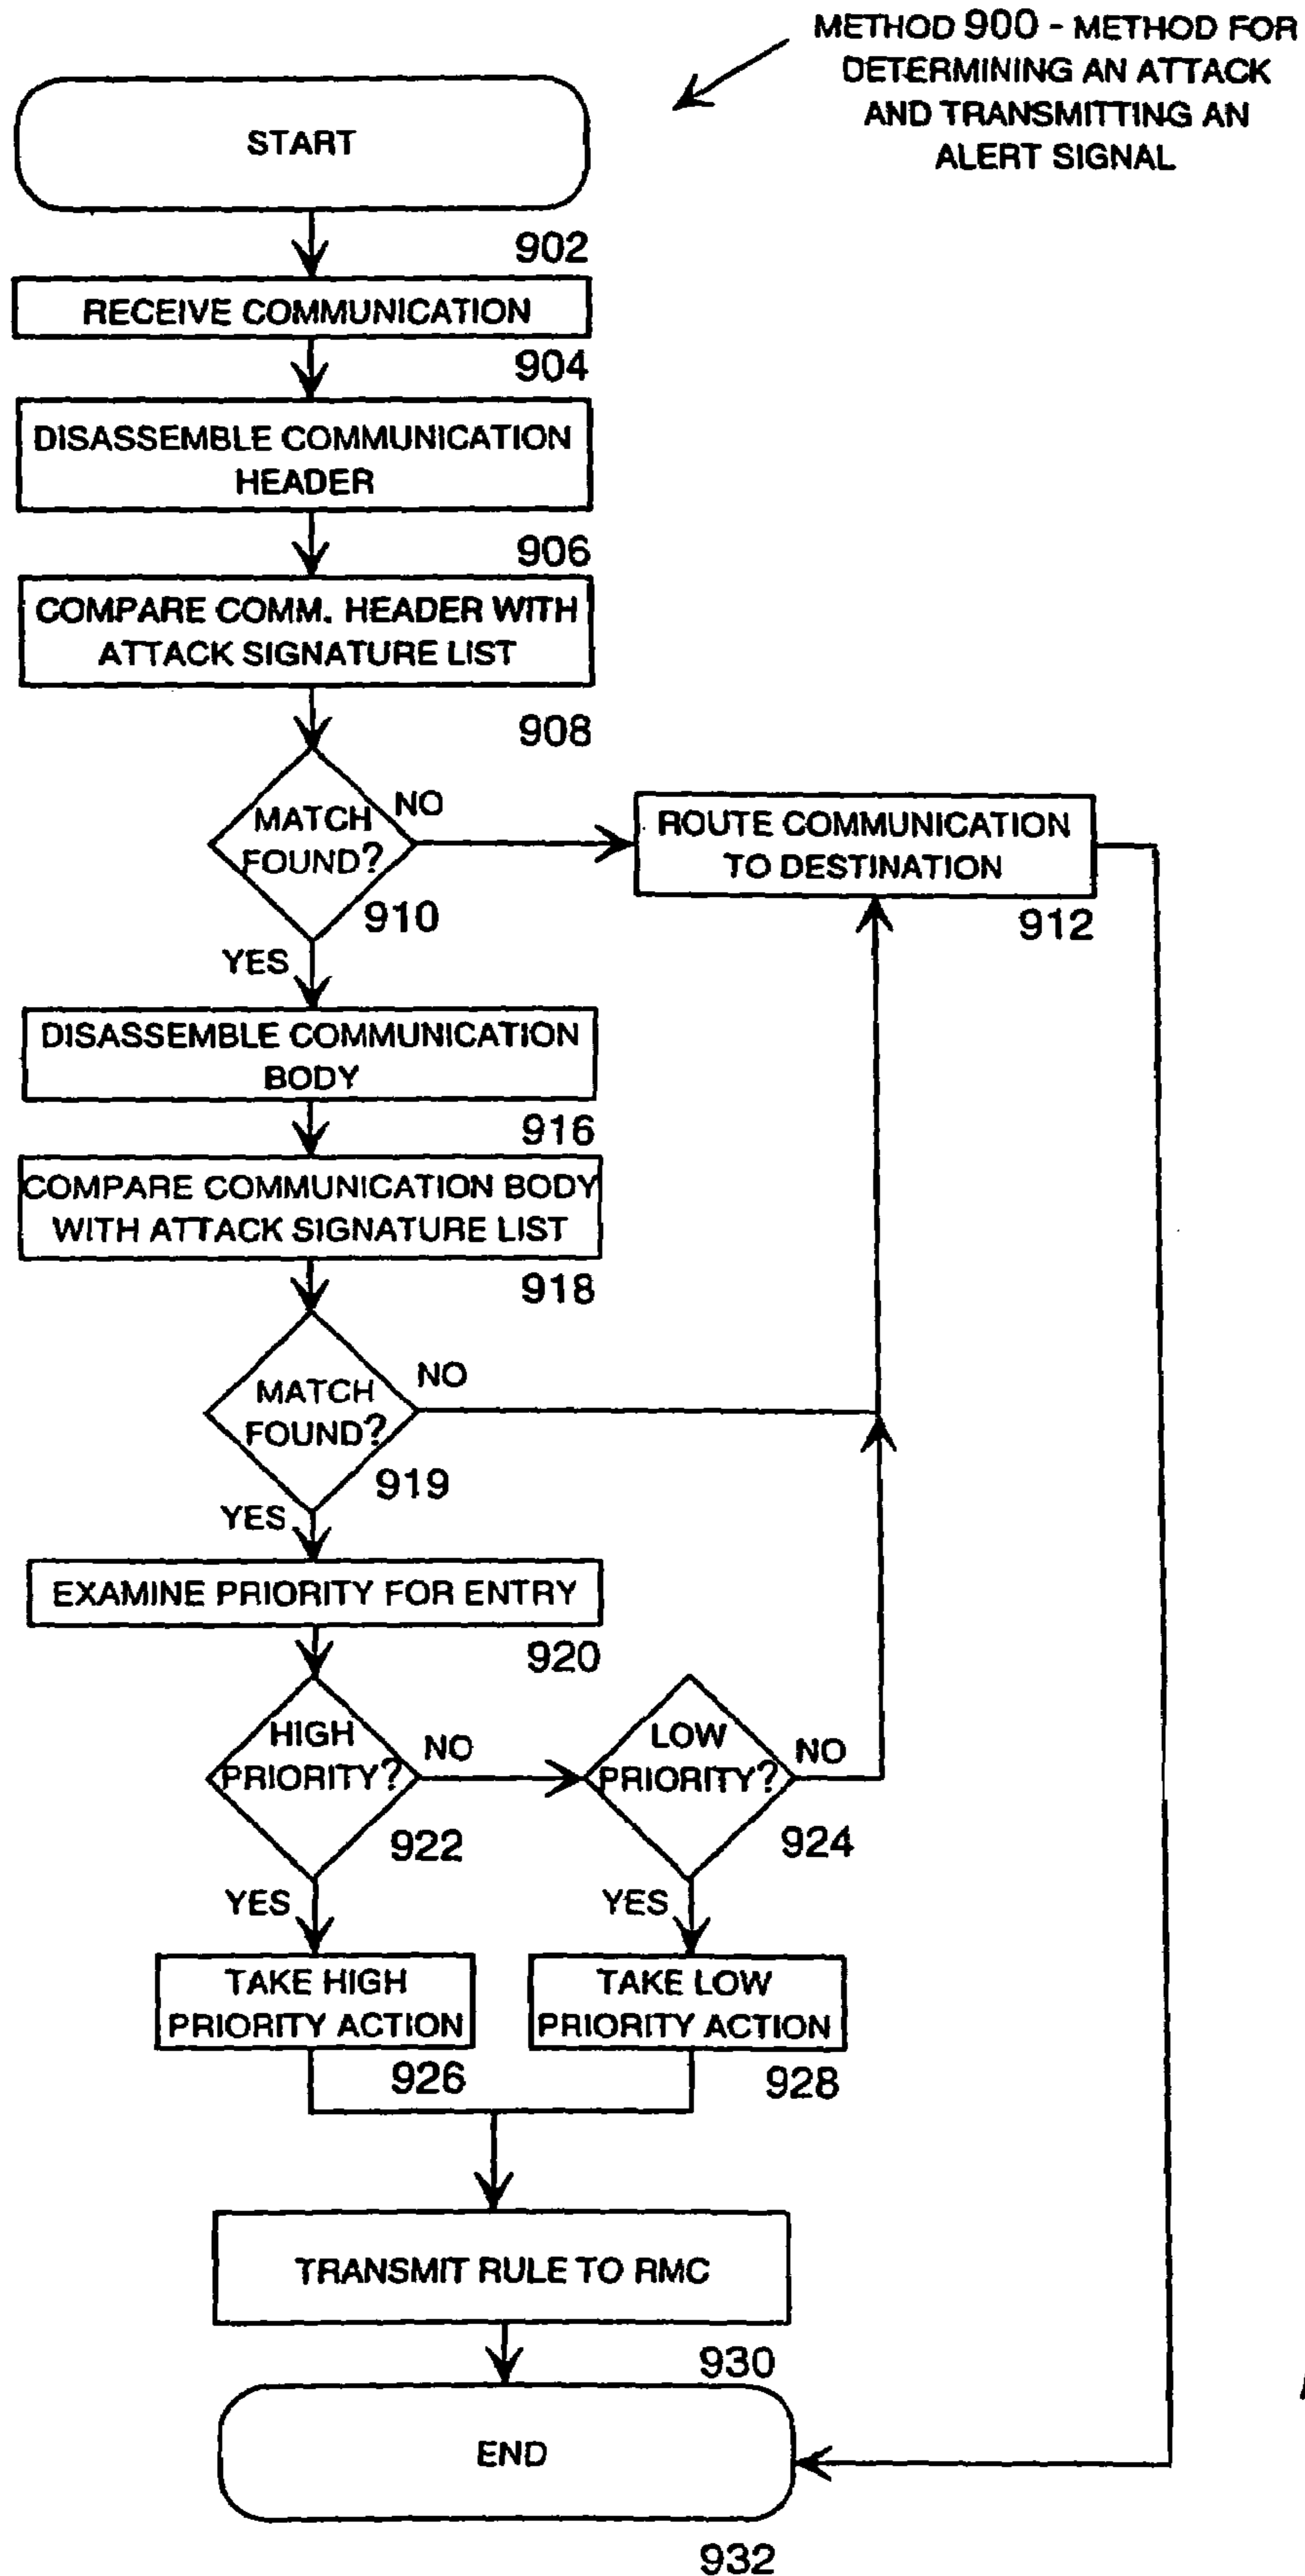 METHOD 900 - METHOD FOR
DETERMINING AN ATTACK
AND TRANSMITTING AN
ALERT SIGNAL
START
902
RECEIVE COMMUNICATION
904
DISASSEMBLE COMMUNICATION
HEADER
906
COMPARE COMM. HEADER WITH
ATTACK SIGNATURE LIST
908
MATCH
FOUND?
NO
910
YES
ROUTE COMMUNICATION
TO DESTINATION
912
DISASSEMBLE COMMUNICATION
BODY
916
COMPARE COMMUNICATION BODY
WITH ATTACK SIGNATURE LIST
918
MATCH
FOUND?
NO
919
YES
EXAMINE PRIORITY FOR ENTRY
920
HIGH
PRIORITY?
NO
922
YES
LOW
PRIORITY?
NO
924
YES
TAKE HIGH
PRIORITY ACTION
926
TAKE LOW
PRIORITY ACTION
928
TRANSMIT RULE TO RMC
930
END
932